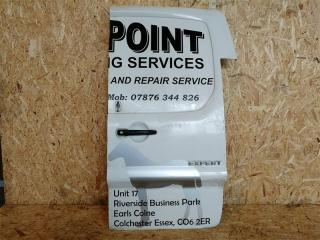 POINT
NG SERVICES
AND REPAIR SERVICE
Mob: 07876 344 826
EXPERT
Unit 17
Riverside Business Park
Earls Colne
Colchester Essex, CO6 2ER